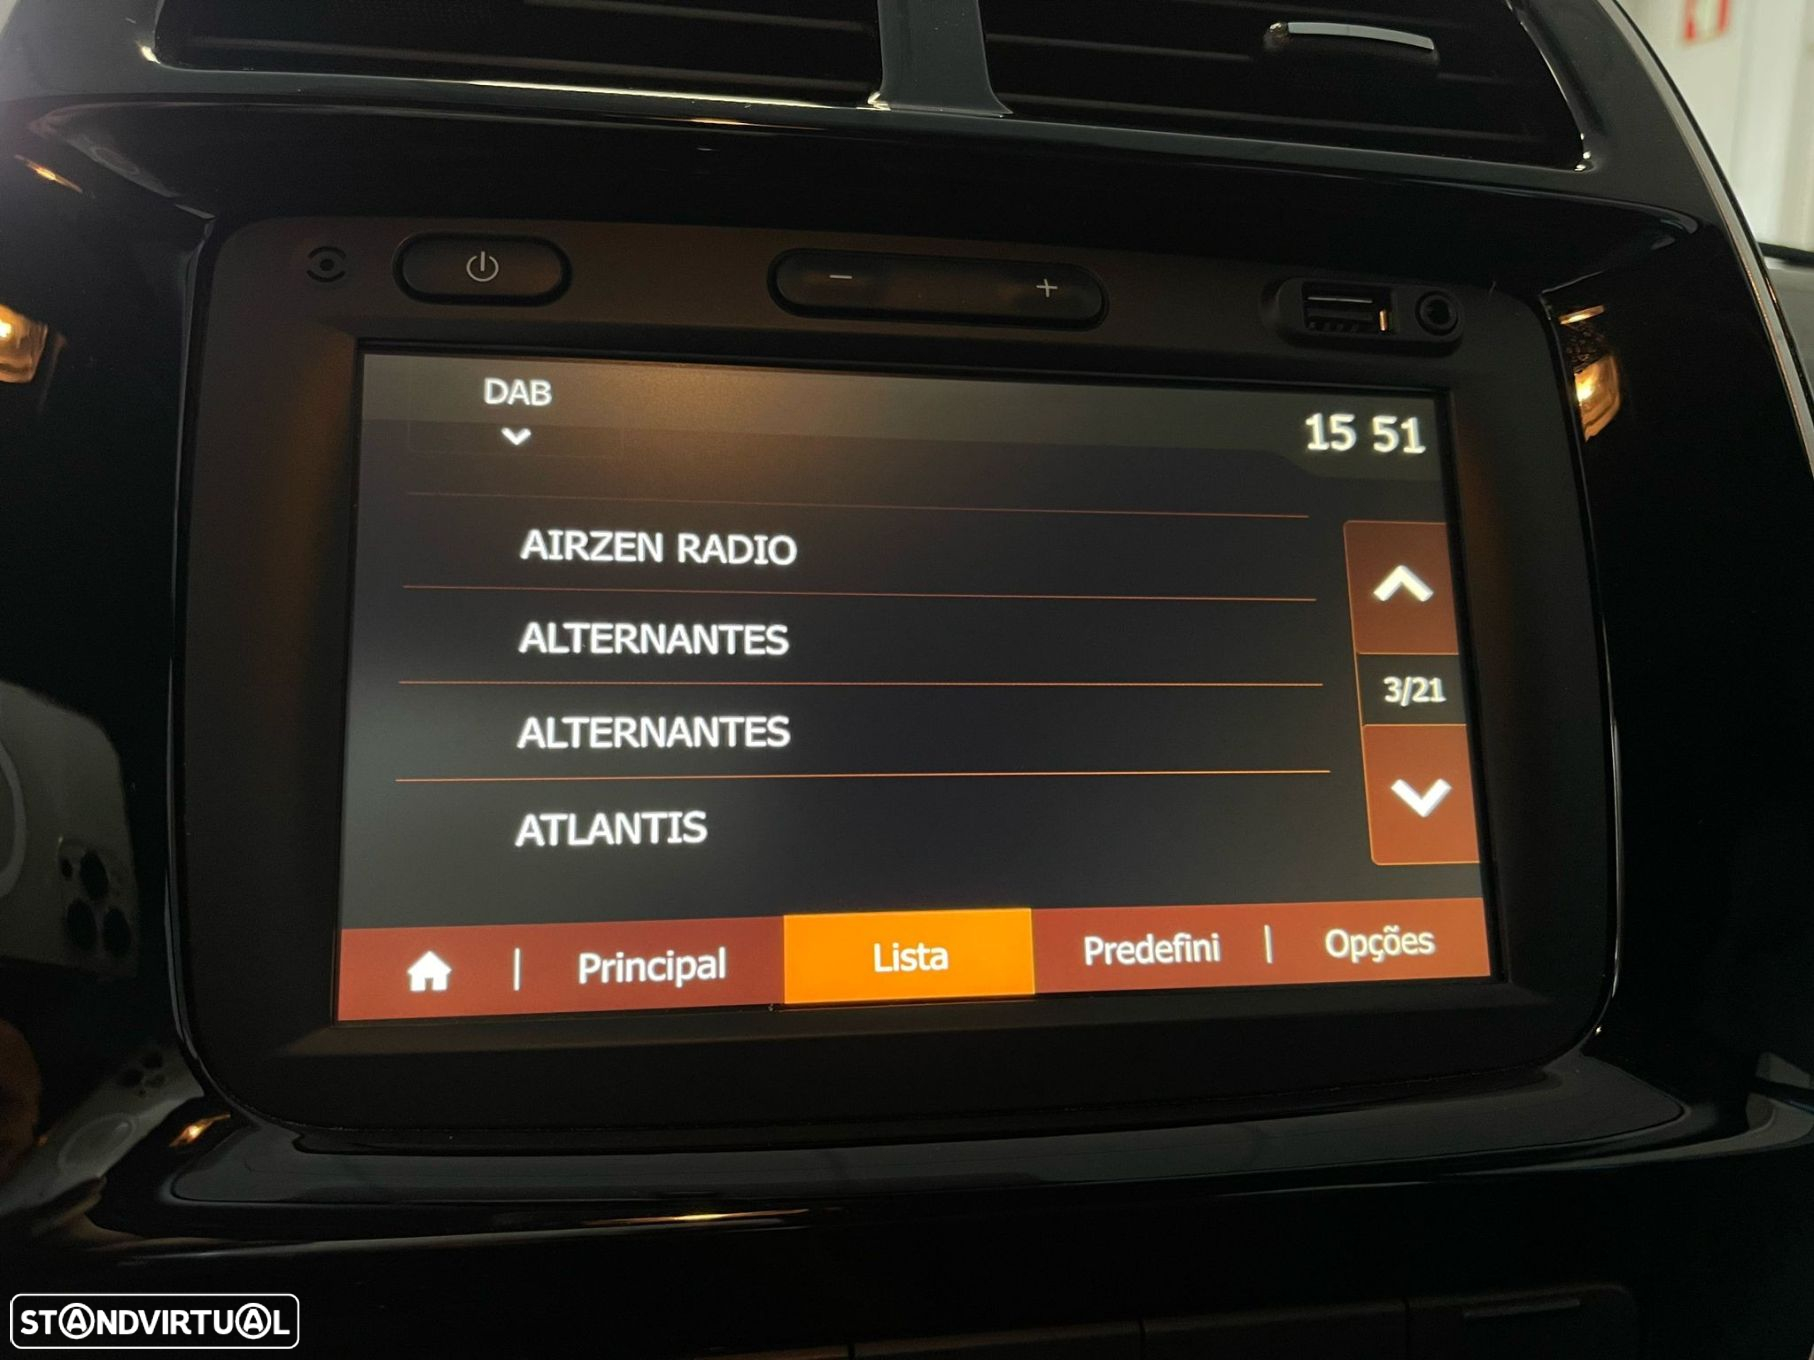 DAB
15 51
AIRZEN RADIO
ALTERNANTES
ALTERNANTES
ATLANTIS
3/21
Principal | Lista Predefini | Opções
STANDVIRTUAL